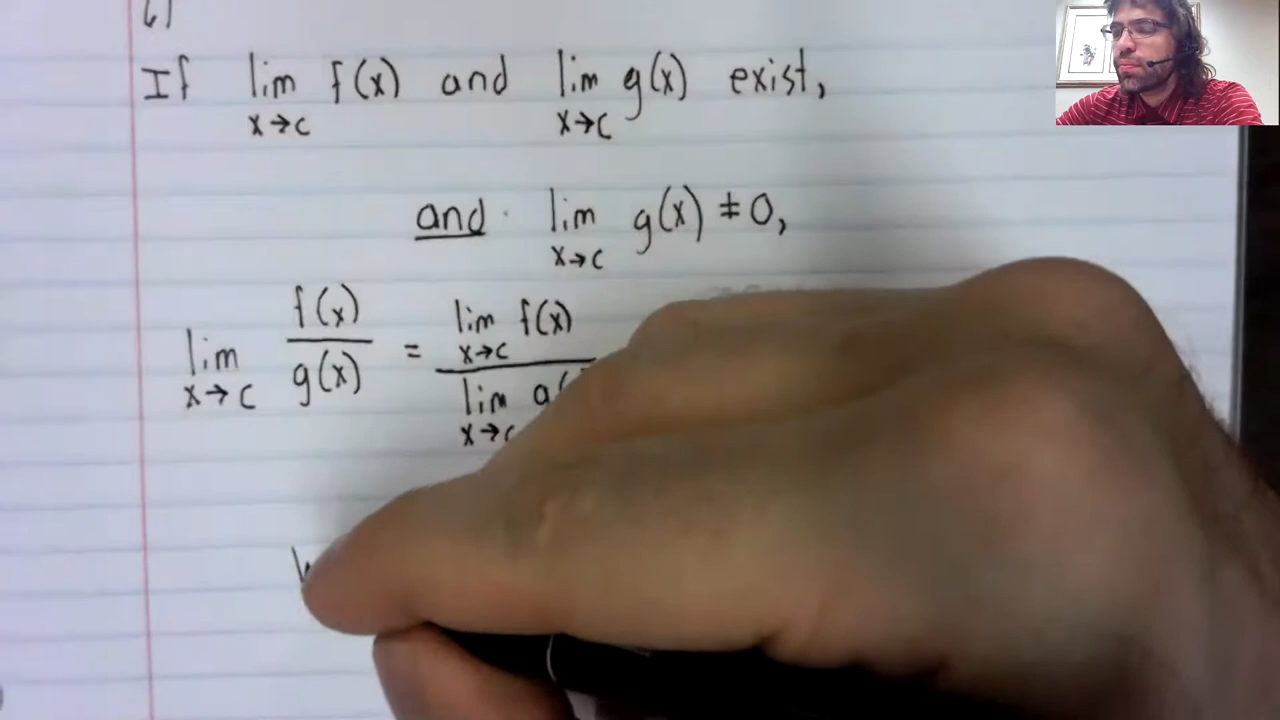 6)
If lim f(x) and lim g(x) exist,
x→c x→c
and lim g(x) ≠ 0,
x→c
lim f(x)/g(x) = lim f(x) / lim g(
x→c x→c x→c